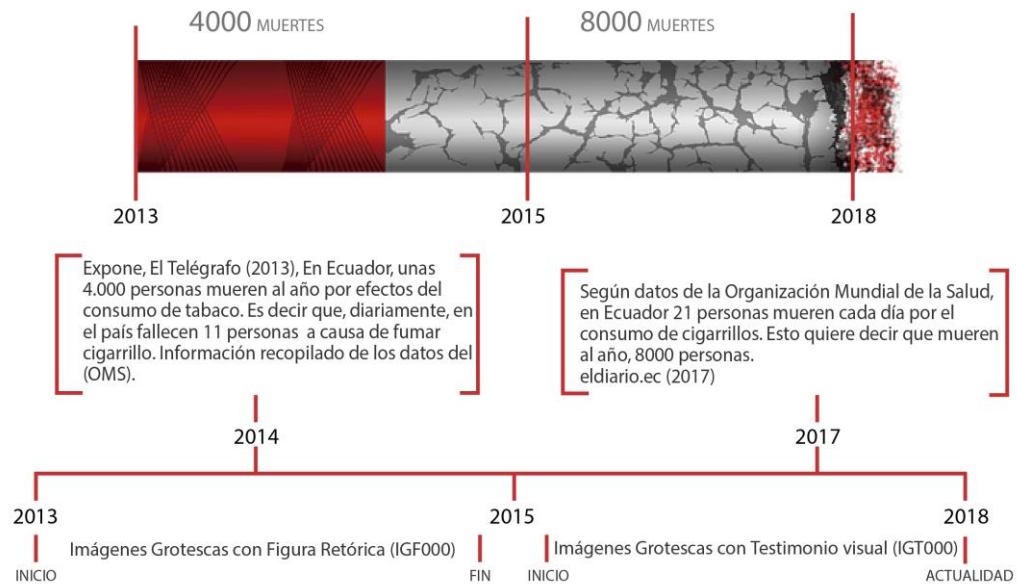 4000 MUERTES
8000 MUERTES
2013
2015
2018
Expone, El Telégrafo (2013), En Ecuador, unas
4.000 personas mueren al año por efectos del
consumo de tabaco. Es decir que, diariamente, en
el país fallecen 11 personas a causa de fumar
cigarrillo. Información recopilado de los datos del
(OMS).
Según datos de la Organización Mundial de la Salud,
en Ecuador 21 personas mueren cada día por el
consumo de cigarrillos. Esto quiere decir que mueren
al año, 8000 personas.
eldiario.ec (2017)
2014
2017
2013
2015
2018
Imágenes Grotescas con Figura Retórica (IGF000)
Imágenes Grotescas con Testimonio visual (IGT000)
INICIO
FIN
INICIO
ACTUALIDAD